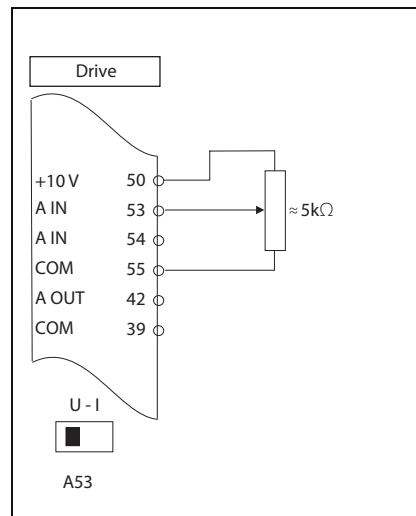 Drive
+10 V 50
A IN 53
≈ 5kΩ
A IN 54
COM 55
A OUT 42
COM 39
U - I
A53